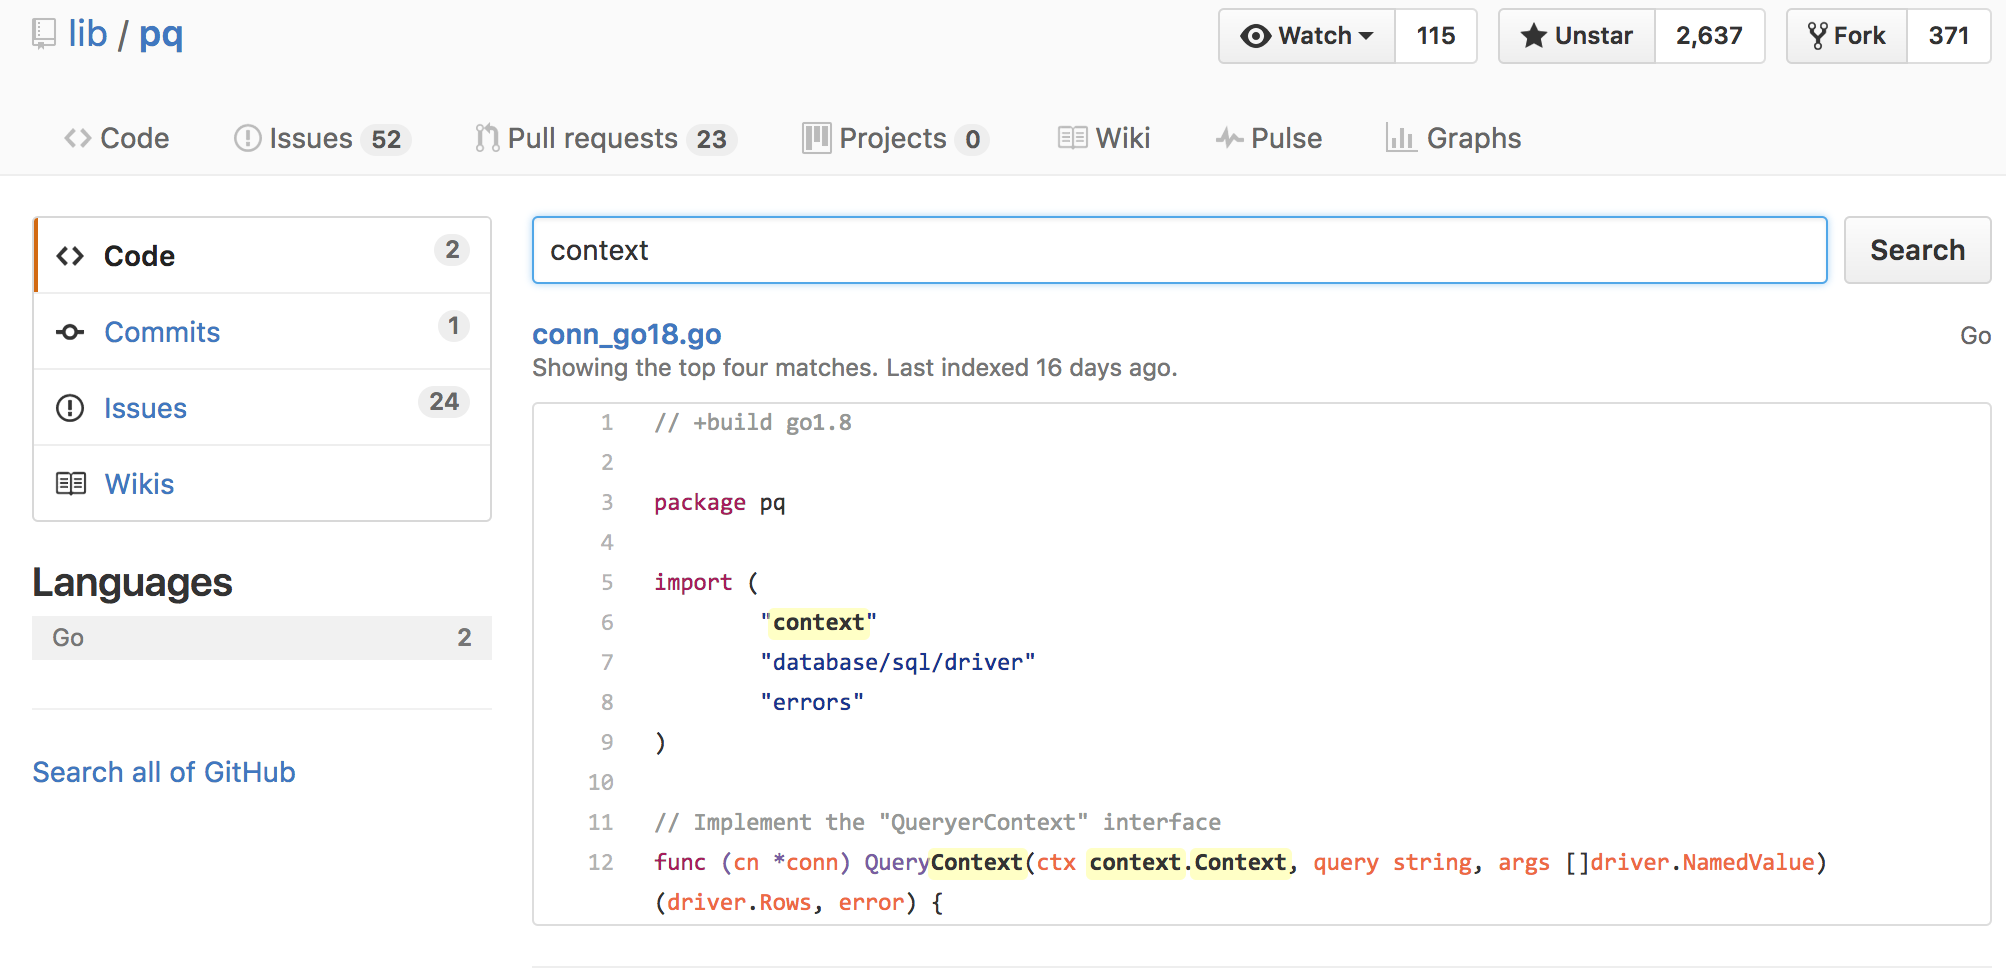 lib / pq
Watch 115
Unstar 2,637
Fork 371
Code
Issues 52
Pull requests 23
Projects 0
Wiki
Pulse
Graphs
Code 2
Commits 1
Issues 24
Wikis
Languages
Go 2
Search all of GitHub
context
Search
conn_go18.go
Go
Showing the top four matches. Last indexed 16 days ago.
1 // +build go1.8
2
3 package pq
4
5 import (
6 "context"
7 "database/sql/driver"
8 "errors"
9 )
10
11 // Implement the "QueryerContext" interface
12 func (cn *conn) QueryContext(ctx context.Context, query string, args []driver.NamedValue)
(driver.Rows, error) {